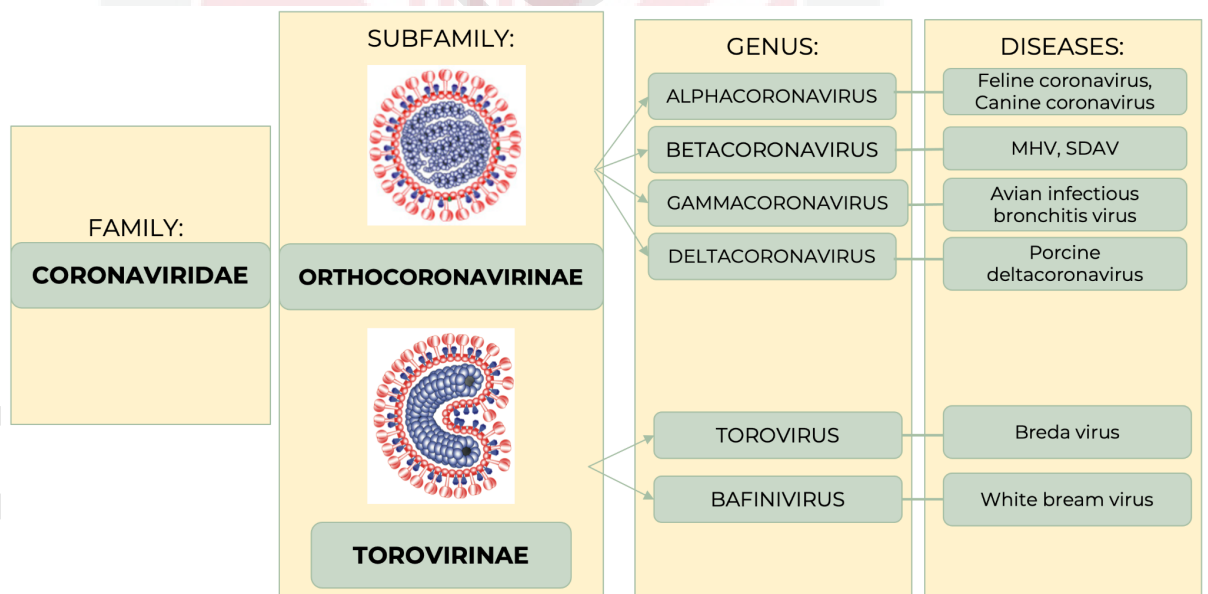 FAMILY:
CORONAVIRIDAE
SUBFAMILY:
ORTHOCORONAVIRINAE
TOROVIRINAE
GENUS:
ALPHACORONAVIRUS
BETACORONAVIRUS
GAMMACORONAVIRUS
DELTACORONAVIRUS
TOROVIRUS
BAFINIVIRUS
DISEASES:
Feline coronavirus,
Canine coronavirus
MHV, SDAV
Avian infectious
bronchitis virus
Porcine
deltacoronavirus
Breda virus
White bream virus